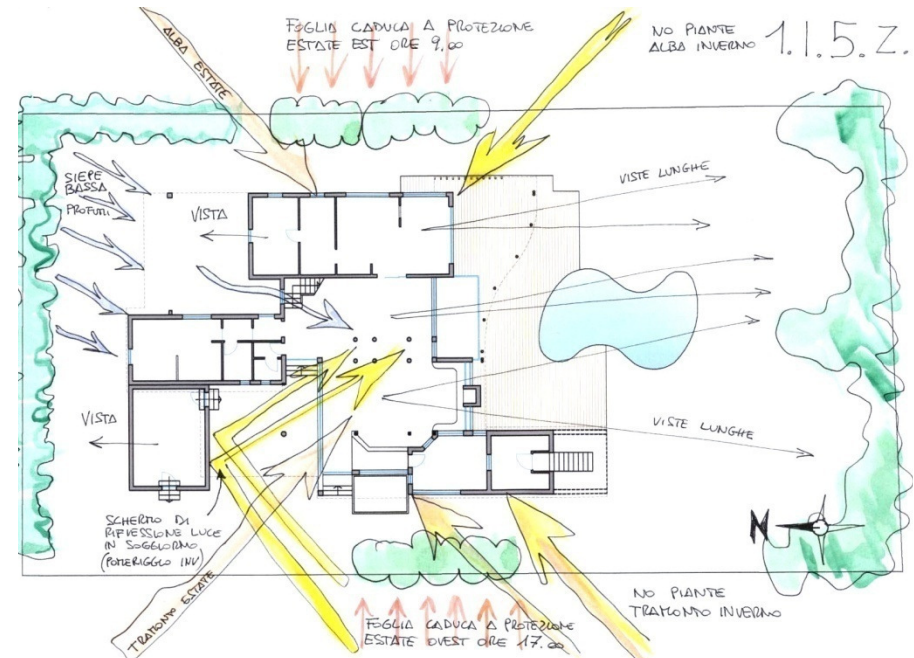 FOGLIA CADUCA A PROTEZIONE
ESTATE EST ORE 9.00
NO PIANTE
ALBA INVERNO
1.1.5.Z.
ALBA ESTATE
SIEPE
BASSA
PROFUMI
VISTA
VISTE LUNGHE
VISTA
VISTE LUNGHE
SCHERMO DI
RIFLESSIONE LUCE
IN SOGGIORNO
(POMERIGGIO INV)
N
TRAMONTO ESTATE
FOGLIA CADUCA A PROTEZIONE
ESTATE OVEST ORE 17.00
NO PIANTE
TRAMONTO INVERNO